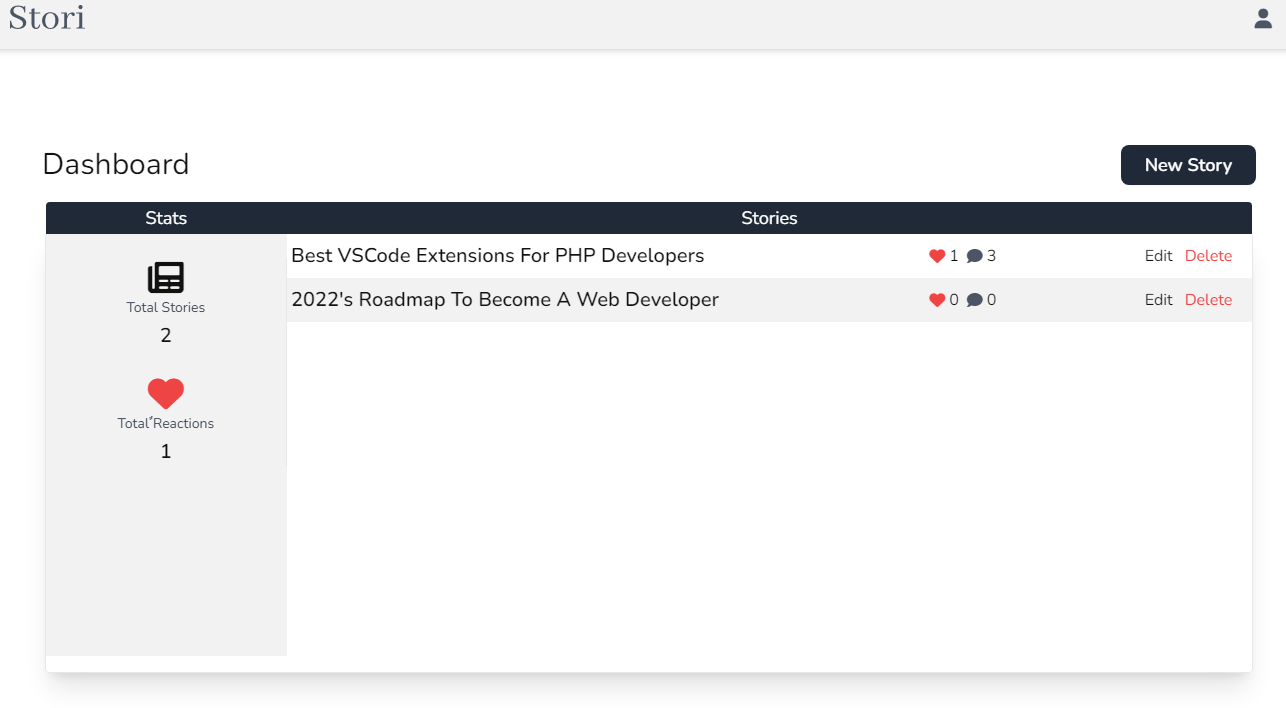 Stori
Dashboard
New Story
Stats
Stories
Total Stories
2
Total*Reactions
1
Best VSCode Extensions For PHP Developers 1 3 Edit Delete
2022's Roadmap To Become A Web Developer 0 0 Edit Delete